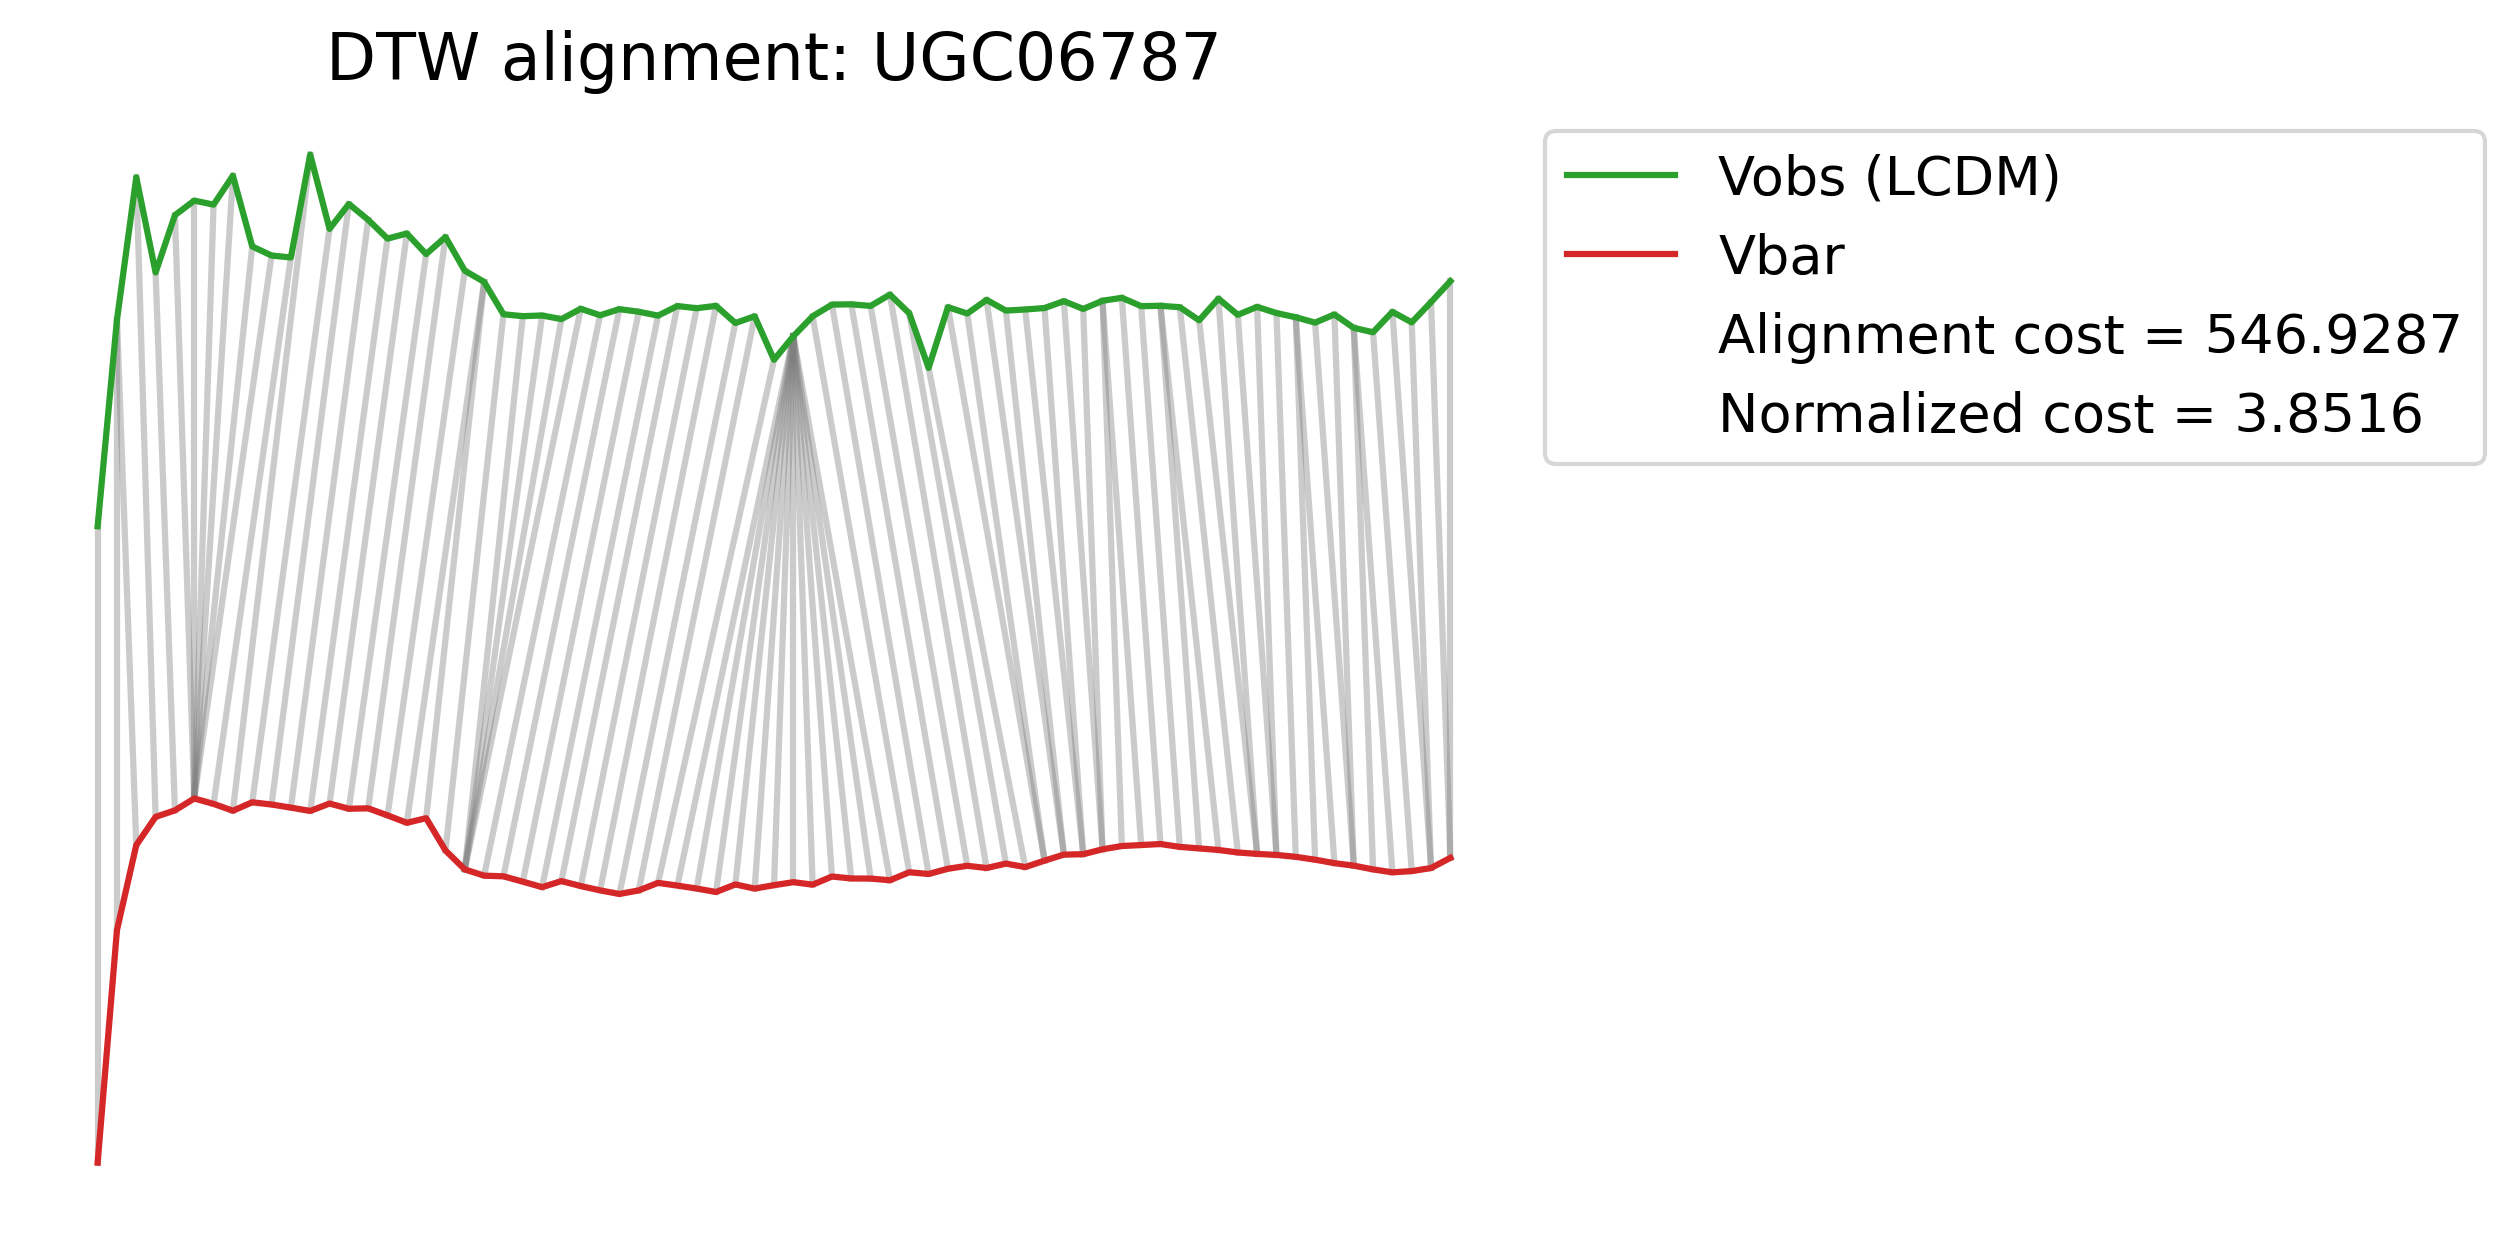 DTW alignment: UGC06787
Vobs (LCDM)
Vbar
Alignment cost = 546.9287
Normalized cost = 3.8516